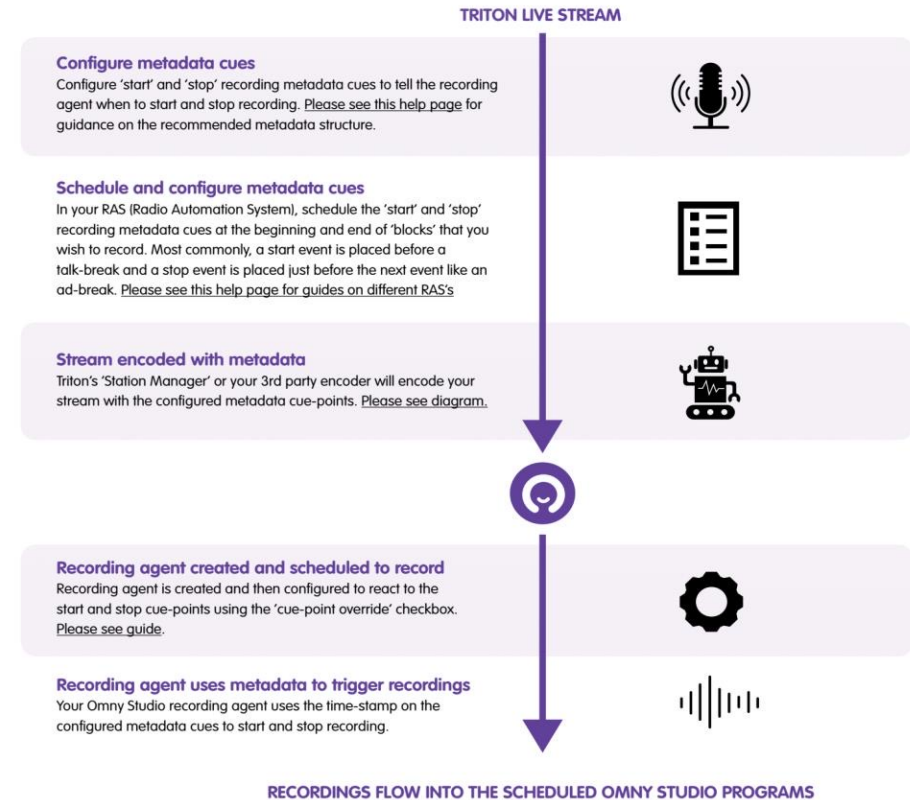 TRITON LIVE STREAM
Configure metadata cues
Configure ‘start’ and ‘stop’ recording metadata cues to tell the recording
agent when to start and stop recording. Please see this help page for
guidance on the recommended metadata structure.
Schedule and configure metadata cues
In your RAS (Radio Automation System), schedule the ‘start’ and ‘stop’
recording metadata cues at the beginning and end of ‘blocks’ that you
wish to record. Most commonly, a start event is placed before a
talk-break and a stop event is placed just before the next event like an
ad-break. Please see this help page for guides on different RAS’s
Stream encoded with metadata
Triton’s ‘Station Manager’ or your 3rd party encoder will encode your
stream with the configured metadata cue-points. Please see diagram.
Recording agent created and scheduled to record
Recording agent is created and then configured to react to the
start and stop cue-points using the ‘cue-point override’ checkbox.
Please see guide.
Recording agent uses metadata to trigger recordings
Your Omny Studio recording agent uses the time-stamp on the
configured metadata cues to start and stop recording.
RECORDINGS FLOW INTO THE SCHEDULED OMNY STUDIO PROGRAMS